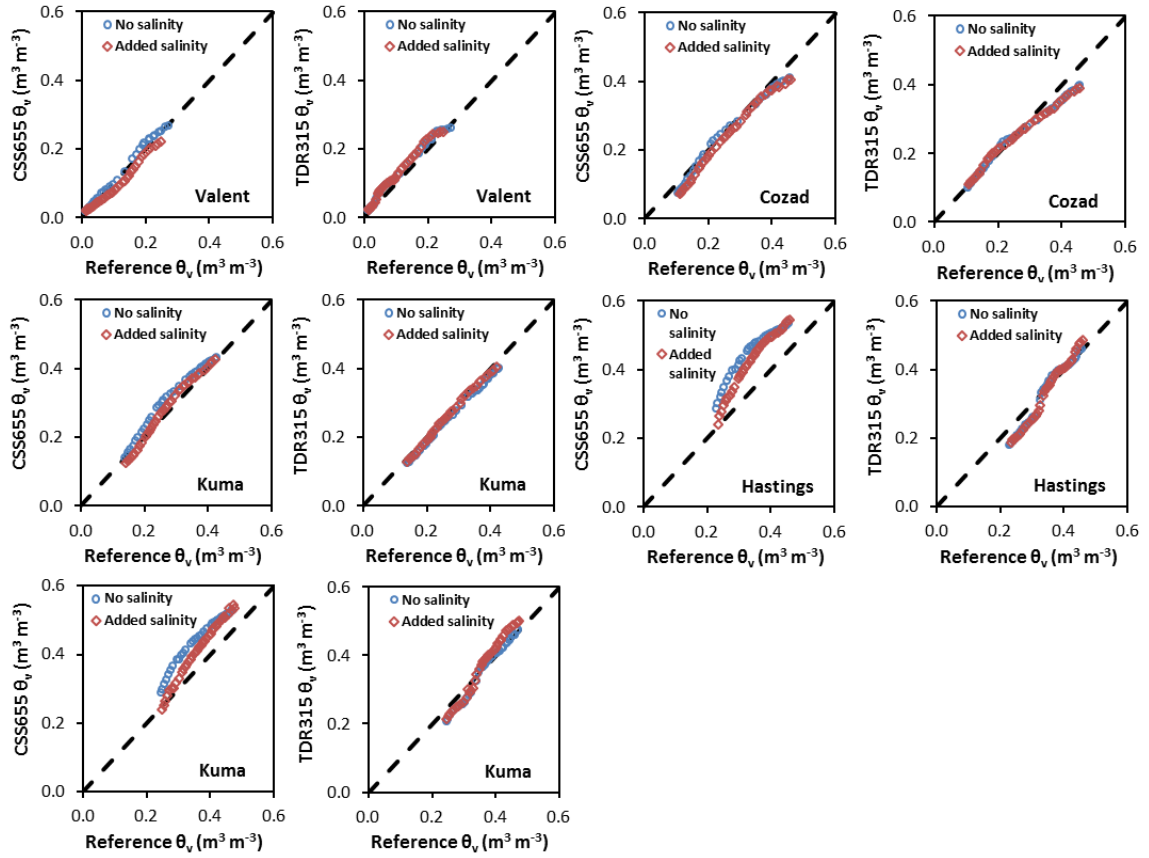 No salinity
Added salinity
CSS655 θv (m³ m⁻³)
0.6
0.4
0.2
0.0
Valent
0.0 0.2 0.4 0.6
Reference θv (m³ m⁻³)
No salinity
Added salinity
TDR315 θv (m³ m⁻³)
0.6
0.4
0.2
0.0
Valent
0.0 0.2 0.4 0.6
Reference θv (m³ m⁻³)
No salinity
Added salinity
CSS655 θv (m³ m⁻³)
0.6
0.4
0.2
0.0
Cozad
0.0 0.2 0.4 0.6
Reference θv (m³ m⁻³)
No salinity
Added salinity
TDR315 θv (m³ m⁻³)
0.6
0.4
0.2
0.0
Cozad
0.0 0.2 0.4 0.6
Reference θv (m³ m⁻³)
No salinity
Added salinity
CSS655 θv (m³ m⁻³)
0.6
0.4
0.2
0.0
Kuma
0.0 0.2 0.4 0.6
Reference θv (m³ m⁻³)
No salinity
Added salinity
TDR315 θv (m³ m⁻³)
0.6
0.4
0.2
0.0
Kuma
0.0 0.2 0.4 0.6
Reference θv (m³ m⁻³)
No
salinity
Added
salinity
CSS655 θv (m³ m⁻³)
0.6
0.4
0.2
0.0
Hastings
0.0 0.2 0.4 0.6
Reference θv (m³ m⁻³)
No salinity
Added salinity
TDR315 θv (m³ m⁻³)
0.6
0.4
0.2
0.0
Hastings
0.0 0.2 0.4 0.6
Reference θv (m³ m⁻³)
No salinity
Added salinity
CSS655 θv (m³ m⁻³)
0.6
0.4
0.2
0.0
Kuma
0.0 0.2 0.4 0.6
Reference θv (m³ m⁻³)
No salinity
Added salinity
TDR315 θv (m³ m⁻³)
0.6
0.4
0.2
0.0
Kuma
0.0 0.2 0.4 0.6
Reference θv (m³ m⁻³)